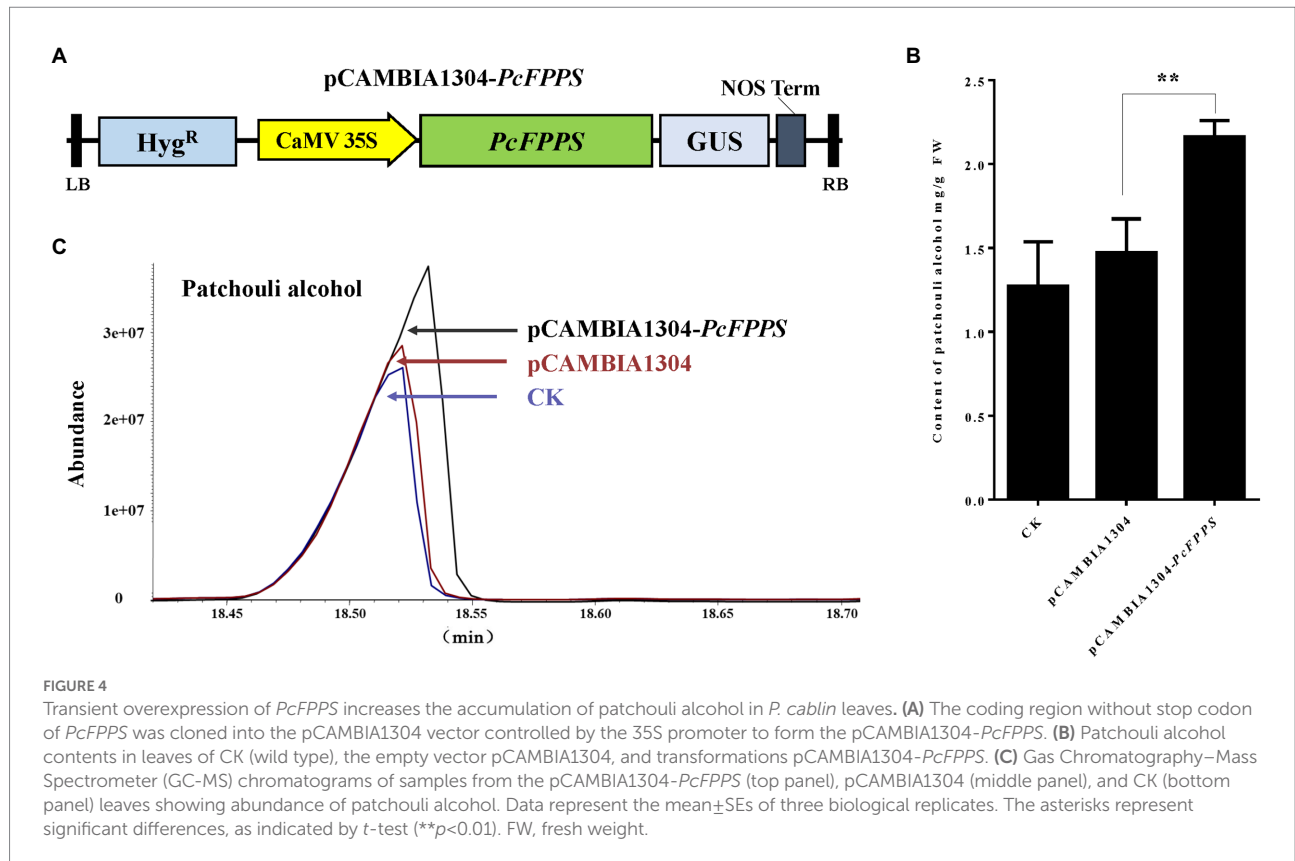 A
pCAMBIA1304-PcFPPS
NOS Term
Hyg^R
CaMV 35S
PcFPPS
GUS
LB
RB
B
Content of patchouli alcohol mg/g FW
2.5
2.0
1.5
1.0
0.5
0.0
**
CK
pCAMBIA1304
pCAMBIA1304-PcFPPS
C
Patchouli alcohol
Abundance
3e+07
2e+07
1e+07
0
pCAMBIA1304-PcFPPS
pCAMBIA1304
CK
18.45
18.50
18.55
18.60
18.65
18.70
(min)
FIGURE 4
Transient overexpression of PcFPPS increases the accumulation of patchouli alcohol in P. cablin leaves. (A) The coding region without stop codon
of PcFPPS was cloned into the pCAMBIA1304 vector controlled by the 35S promoter to form the pCAMBIA1304-PcFPPS. (B) Patchouli alcohol
contents in leaves of CK (wild type), the empty vector pCAMBIA1304, and transformations pCAMBIA1304-PcFPPS. (C) Gas Chromatography–Mass
Spectrometer (GC-MS) chromatograms of samples from the pCAMBIA1304-PcFPPS (top panel), pCAMBIA1304 (middle panel), and CK (bottom
panel) leaves showing abundance of patchouli alcohol. Data represent the mean±SEs of three biological replicates. The asterisks represent
significant differences, as indicated by t-test (**p<0.01). FW, fresh weight.